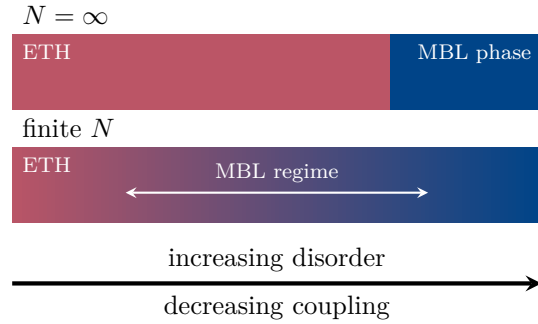 N = ∞
ETH MBL phase
finite N
ETH MBL regime
increasing disorder
decreasing coupling